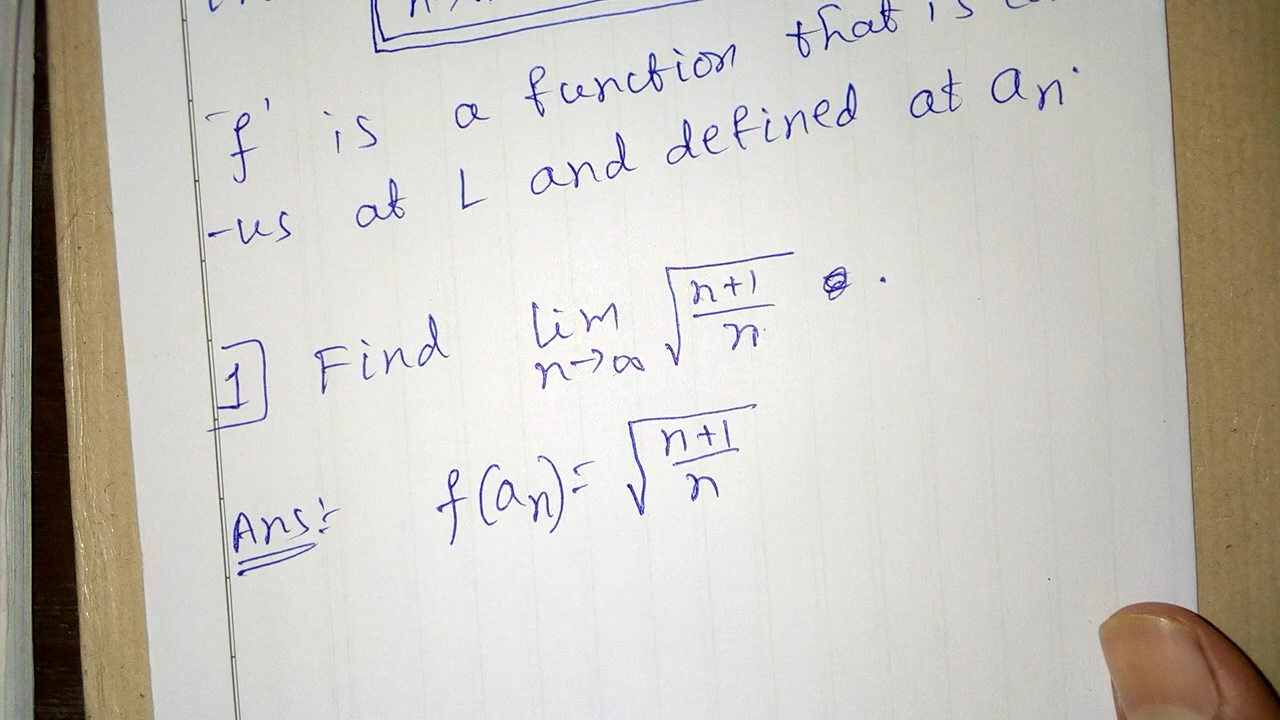 'f' is a function that is
-us at L and defined at aₙ.
1] Find lim n→∞ √((n+1)/n) .
Ans:- f(aₙ)= √((n+1)/n)